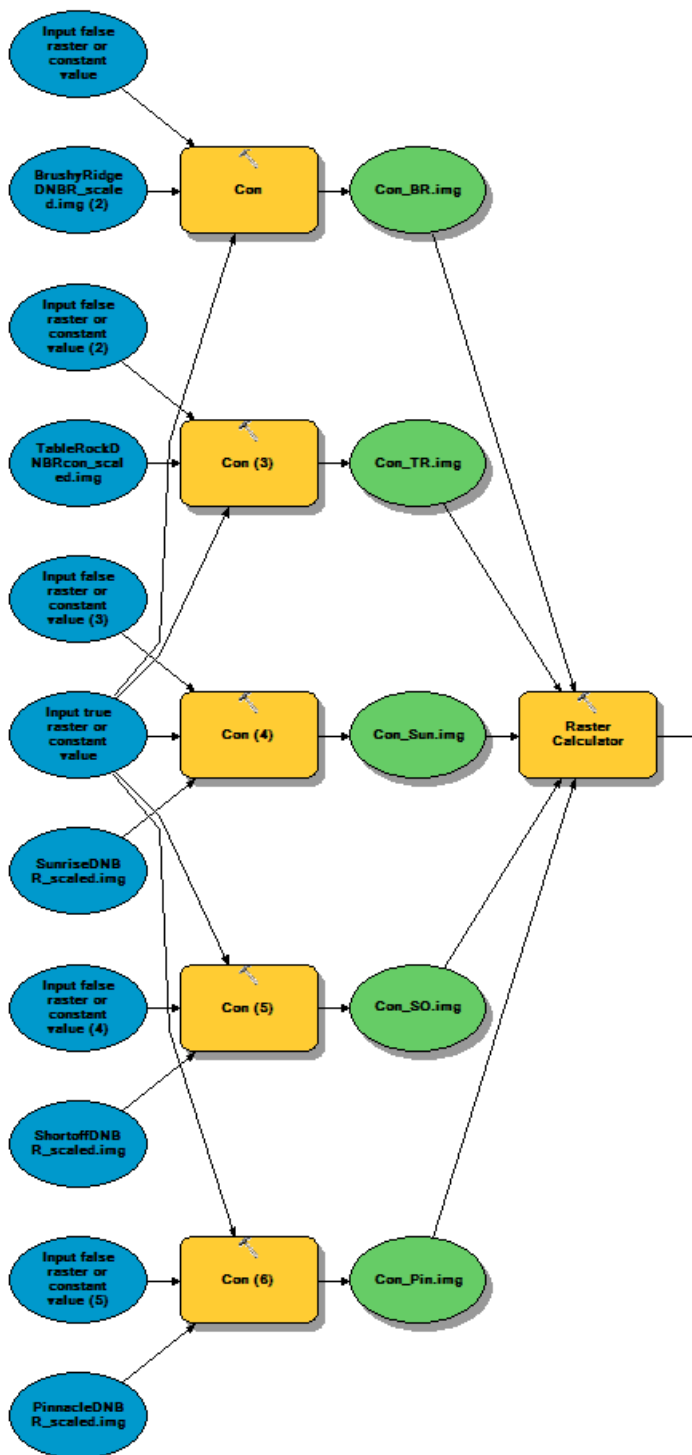 Input false
raster or
constant
value
BrushyRidge
DNBR_scale
d.img (2)
Con
Con_BR.img
Input false
raster or
constant
value (2)
TableRockD
NBRcon_scal
ed.img
Con (3)
Con_TR.img
Input false
raster or
constant
value (3)
Input true
raster or
constant
value
Con (4)
Con_Sun.img
Raster
Calculator
SunriseDNB
R_scaled.img
Input false
raster or
constant
value (4)
Con (5)
Con_SO.img
ShortoffDNB
R_scaled.img
Input false
raster or
constant
value (5)
Con (6)
Con_Pin.img
PinnacleDNB
R_scaled.img